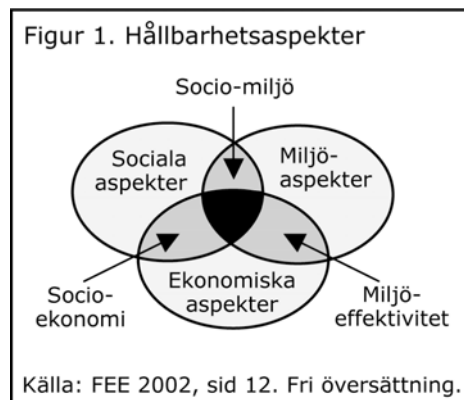 Figur 1. Hållbarhetsaspekter
Socio-miljö
Sociala
aspekter
Miljö-
aspekter
Ekonomiska
aspekter
Socio-
ekonomi
Miljö-
effektivitet
Källa: FEE 2002, sid 12. Fri översättning.